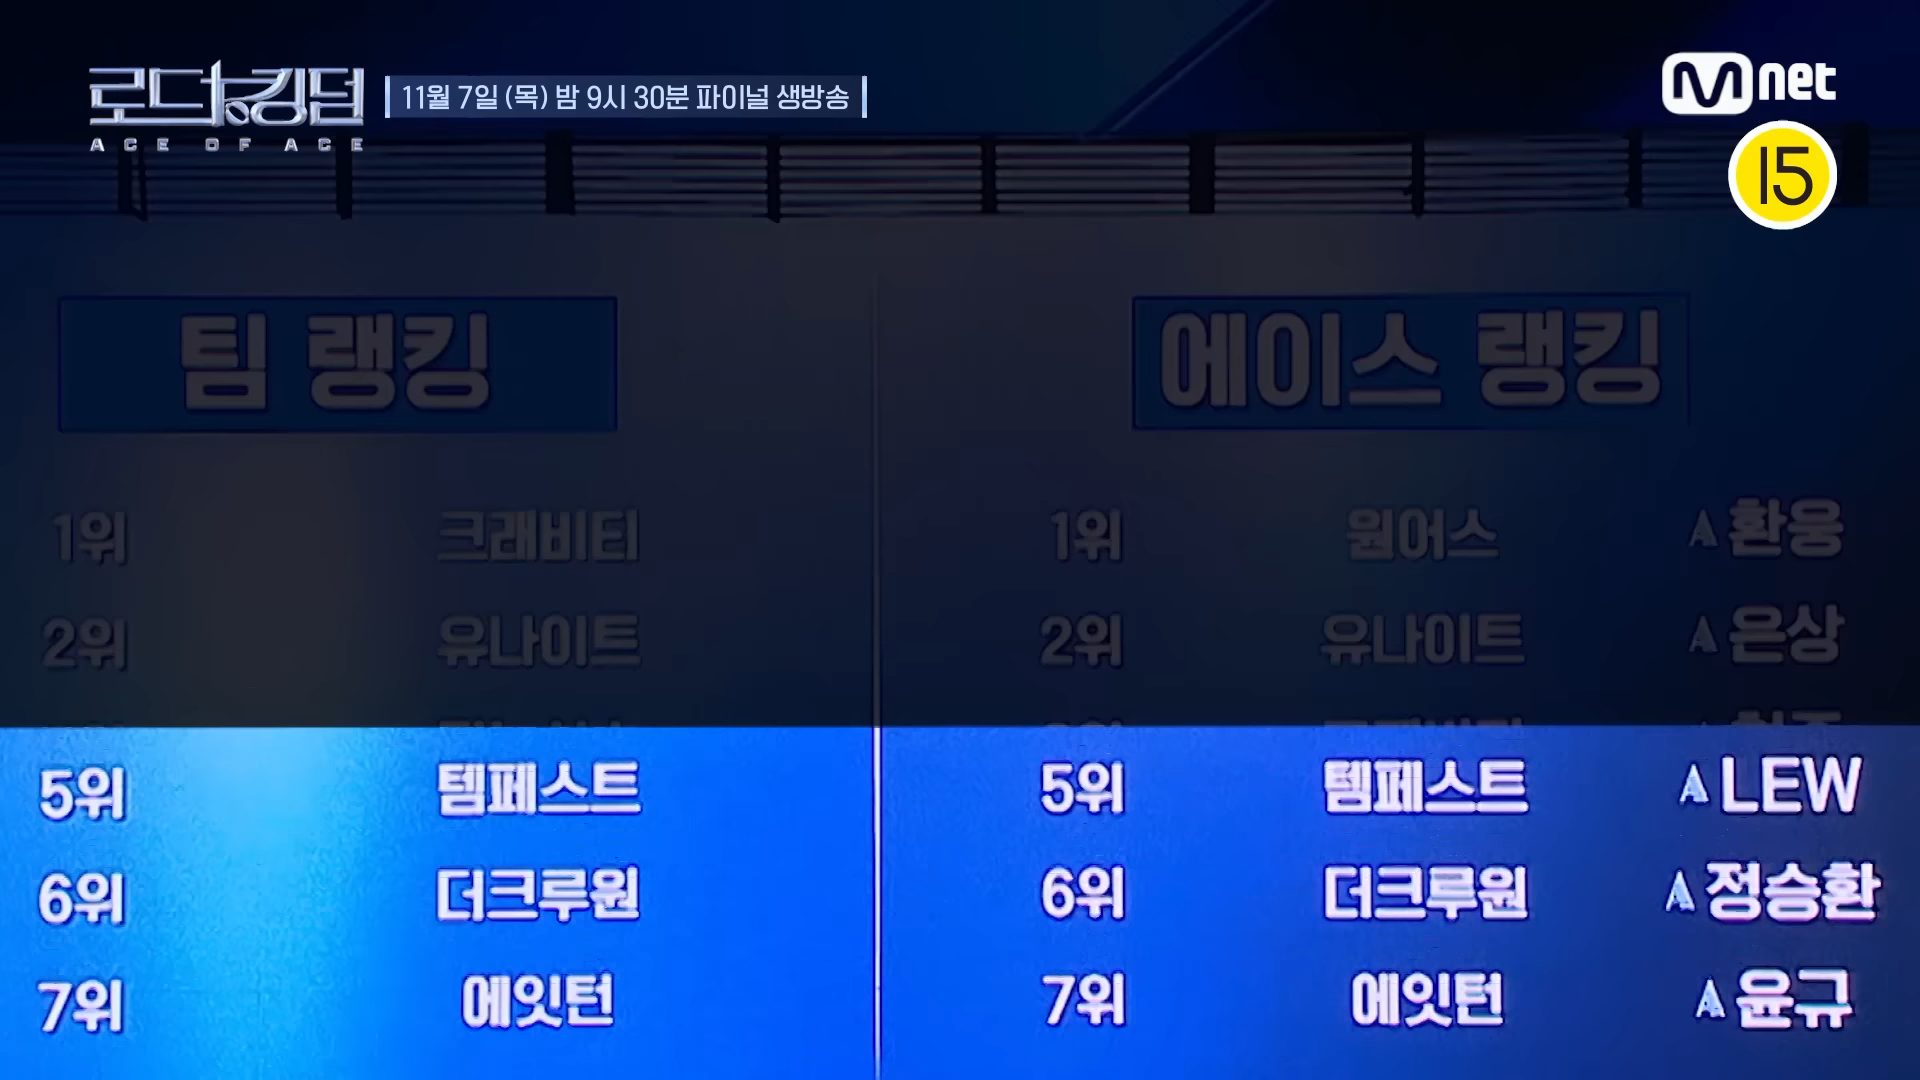 로드 to 킹덤
ACE OF ACE
11월 7일 (목) 밤 9시 30분 파이널 생방송
Mnet
15
팀 랭킹
에이스 랭킹
1위 크래비티
1위 원어스 A 환웅
2위 유나이트
2위 유나이트 A 은상
5위 템페스트
5위 템페스트 A LEW
6위 더크루원
6위 더크루원 A 정승환
7위 에잇턴
7위 에잇턴 A 윤규